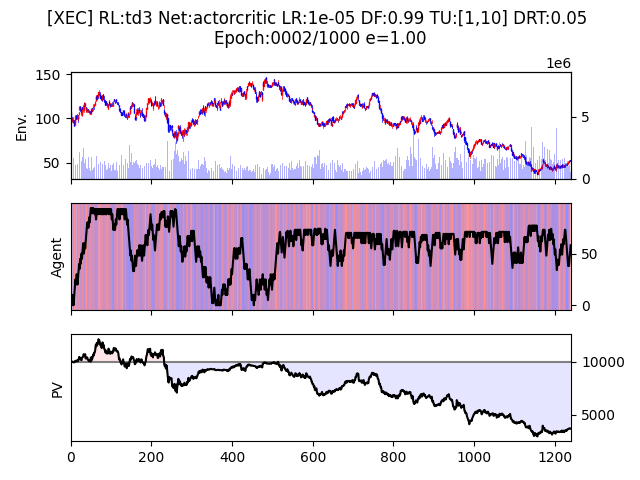 [XEC] RL:td3 Net:actorcritic LR:1e-05 DF:0.99 TU:[1,10] DRT:0.05
Epoch:0002/1000 e=1.00
1e6
150
100
50
Env.
5
0
Agent
50
0
PV
10000
5000
0 200 400 600 800 1000 1200